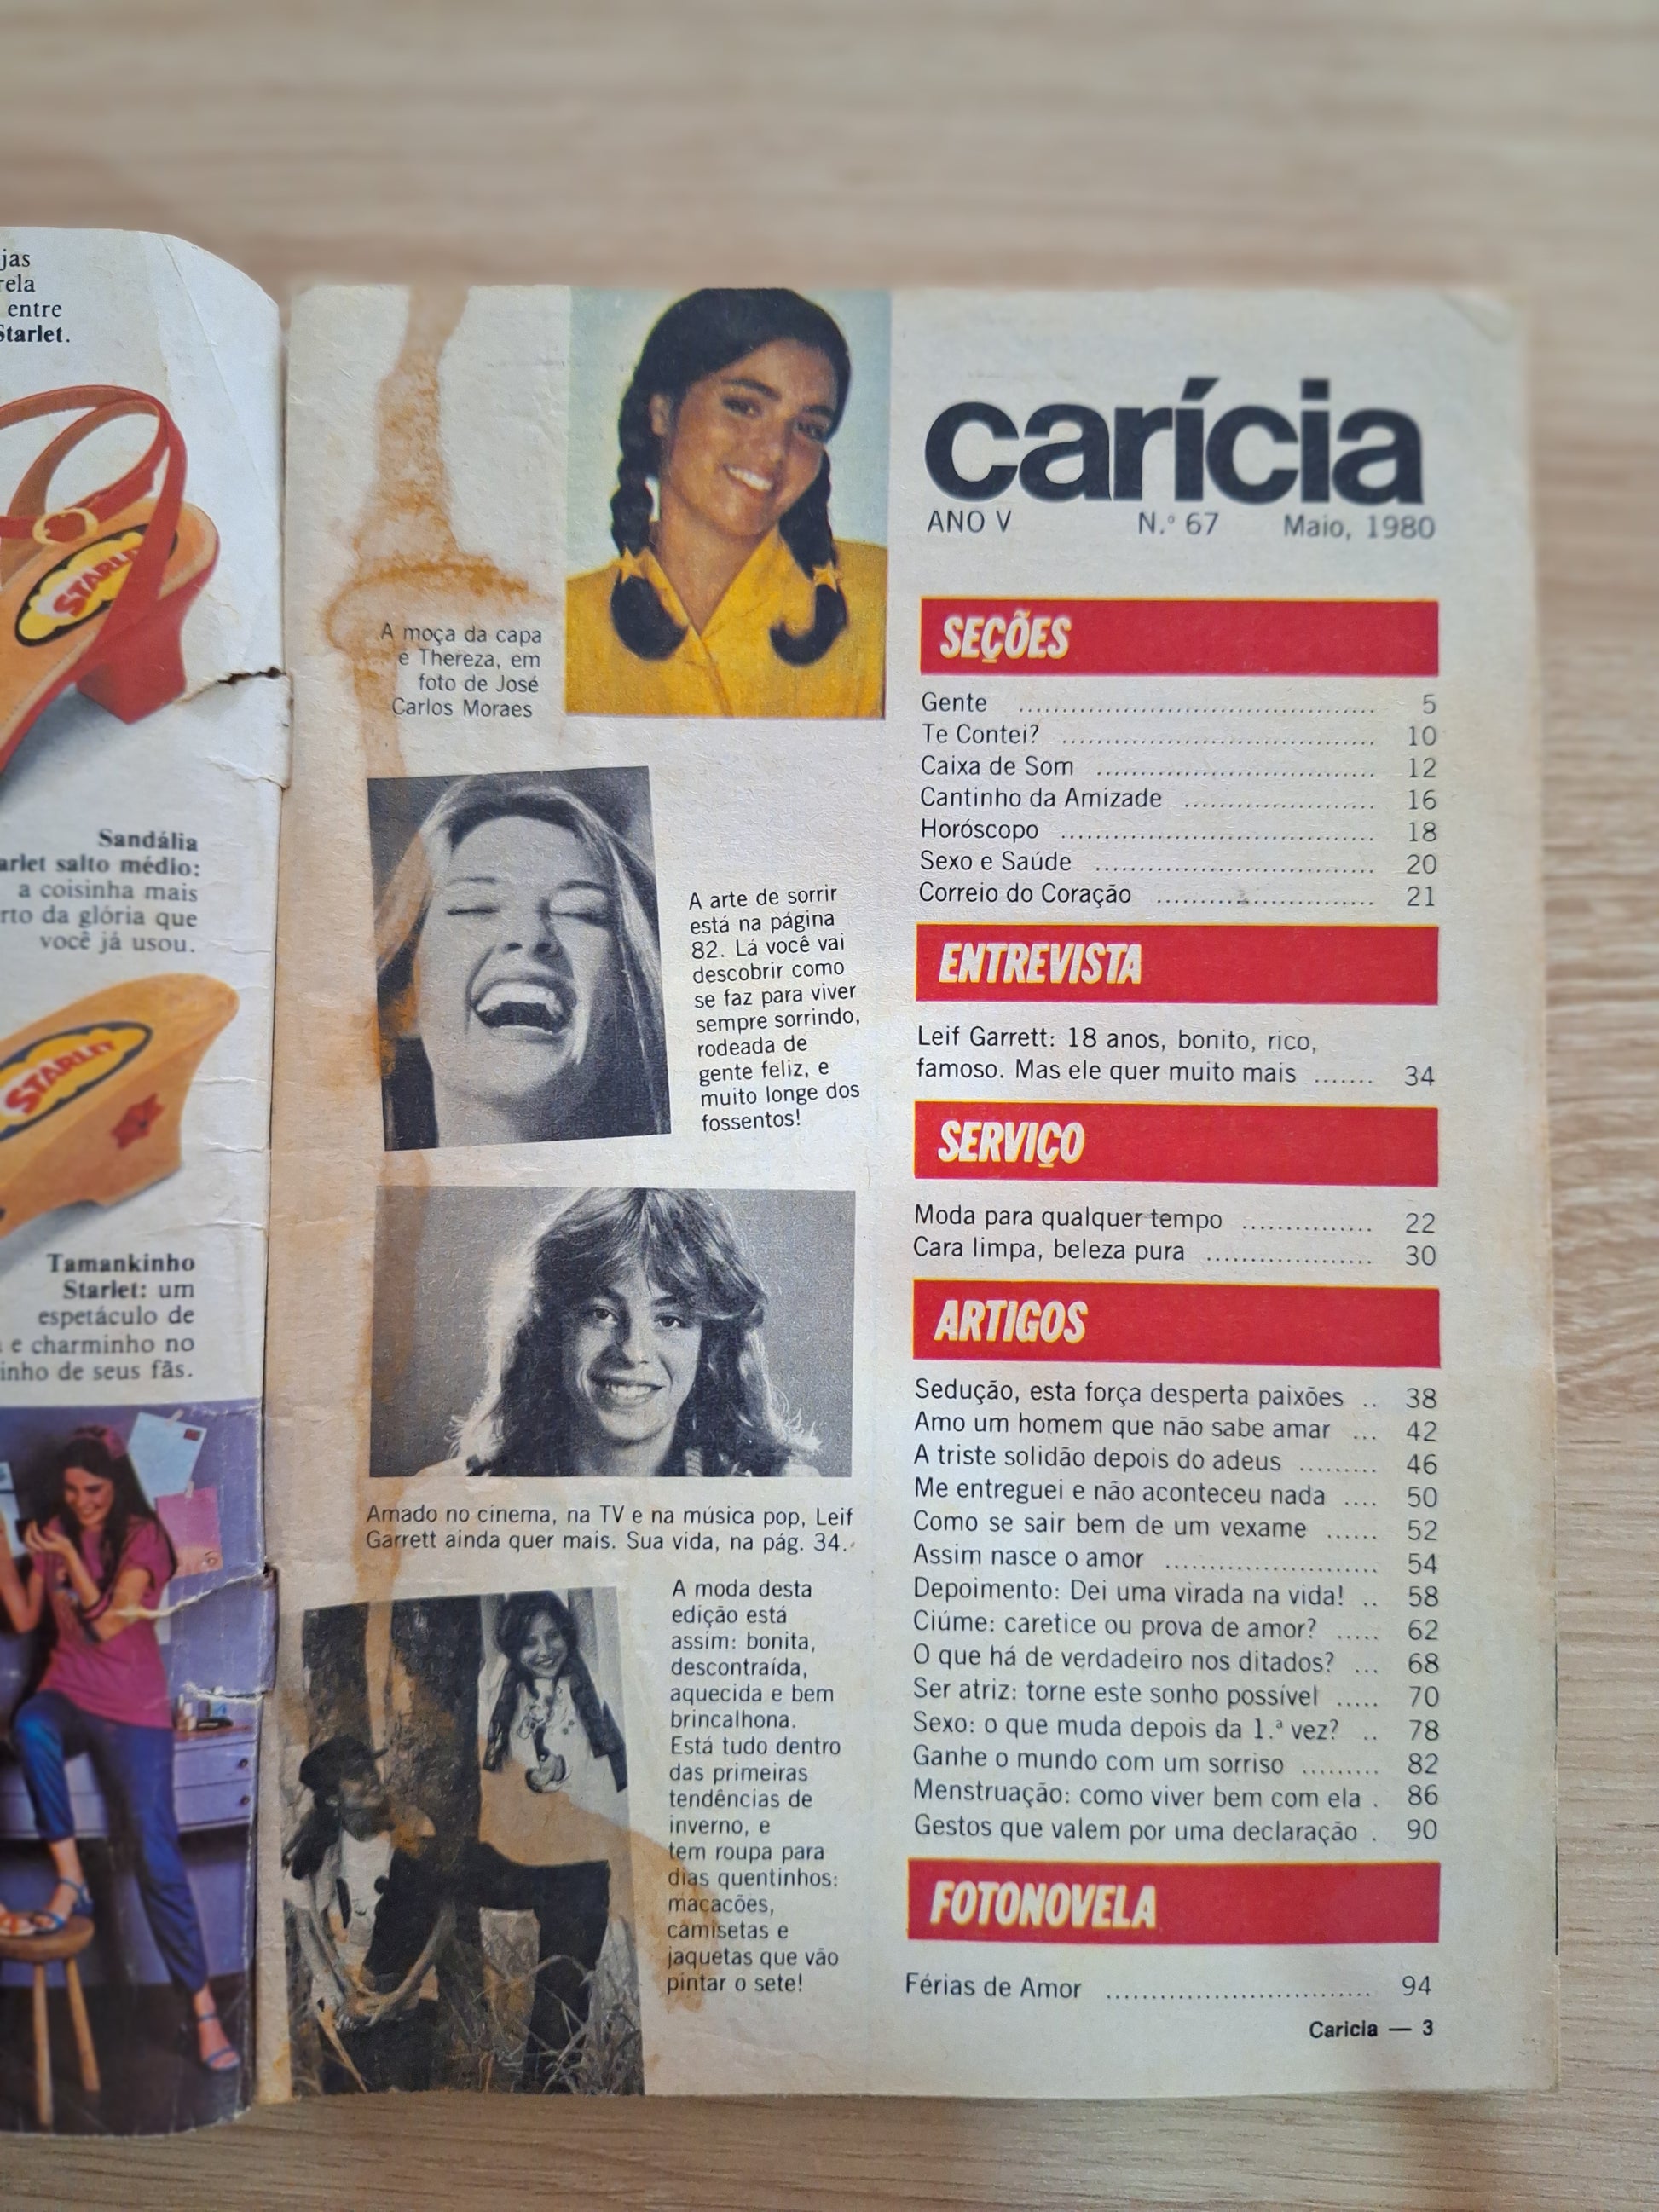 jas
rela
entre
Starlet.
STARLET
Sandália
arlet salto médio:
a coisinha mais
rto da glória que
você já usou.
STARLET
Tamankinho
Starlet: um
espetáculo de
e charminho no
inho de seus fãs.
A moça da capa
é Thereza, em
foto de José
Carlos Moraes
A arte de sorrir
está na página
82. Lá você vai
descobrir como
se faz para viver
sempre sorrindo,
rodeada de
gente feliz, e
muito longe dos
fossentos!
Amado no cinema, na TV e na música pop, Leif
Garrett ainda quer mais. Sua vida, na pág. 34.
A moda desta
edição está
assim: bonita,
descontraída,
aquecida e bem
brincalhona.
Está tudo dentro
das primeiras
tendências de
inverno, e
tem roupa para
dias quentinhos:
macacões,
camisetas e
jaquetas que vão
pintar o sete!
carícia
ANO V N.º 67 Maio, 1980
SEÇÕES
Gente ........................................ 5
Te Contei? ................................... 10
Caixa de Som ............................... 12
Cantinho da Amizade ..................... 16
Horóscopo ................................... 18
Sexo e Saúde ............................... 20
Correio do Coração ........................ 21
ENTREVISTA
Leif Garrett: 18 anos, bonito, rico,
famoso. Mas ele quer muito mais ....... 34
SERVIÇO
Moda para qualquer tempo ............... 22
Cara limpa, beleza pura ................... 30
ARTIGOS
Sedução, esta força desperta paixões .. 38
Amo um homem que não sabe amar ... 42
A triste solidão depois do adeus ......... 46
Me entreguei e não aconteceu nada .... 50
Como se sair bem de um vexame ...... 52
Assim nasce o amor ........................ 54
Depoimento: Dei uma virada na vida! .. 58
Ciúme: caretice ou prova de amor? ..... 62
O que há de verdadeiro nos ditados? ... 68
Ser atriz: torne este sonho possível ..... 70
Sexo: o que muda depois da 1.ª vez? .. 78
Ganhe o mundo com um sorriso ......... 82
Menstruação: como viver bem com ela . 86
Gestos que valem por uma declaração . 90
FOTONOVELA
Férias de Amor .............................. 94
Caricia — 3